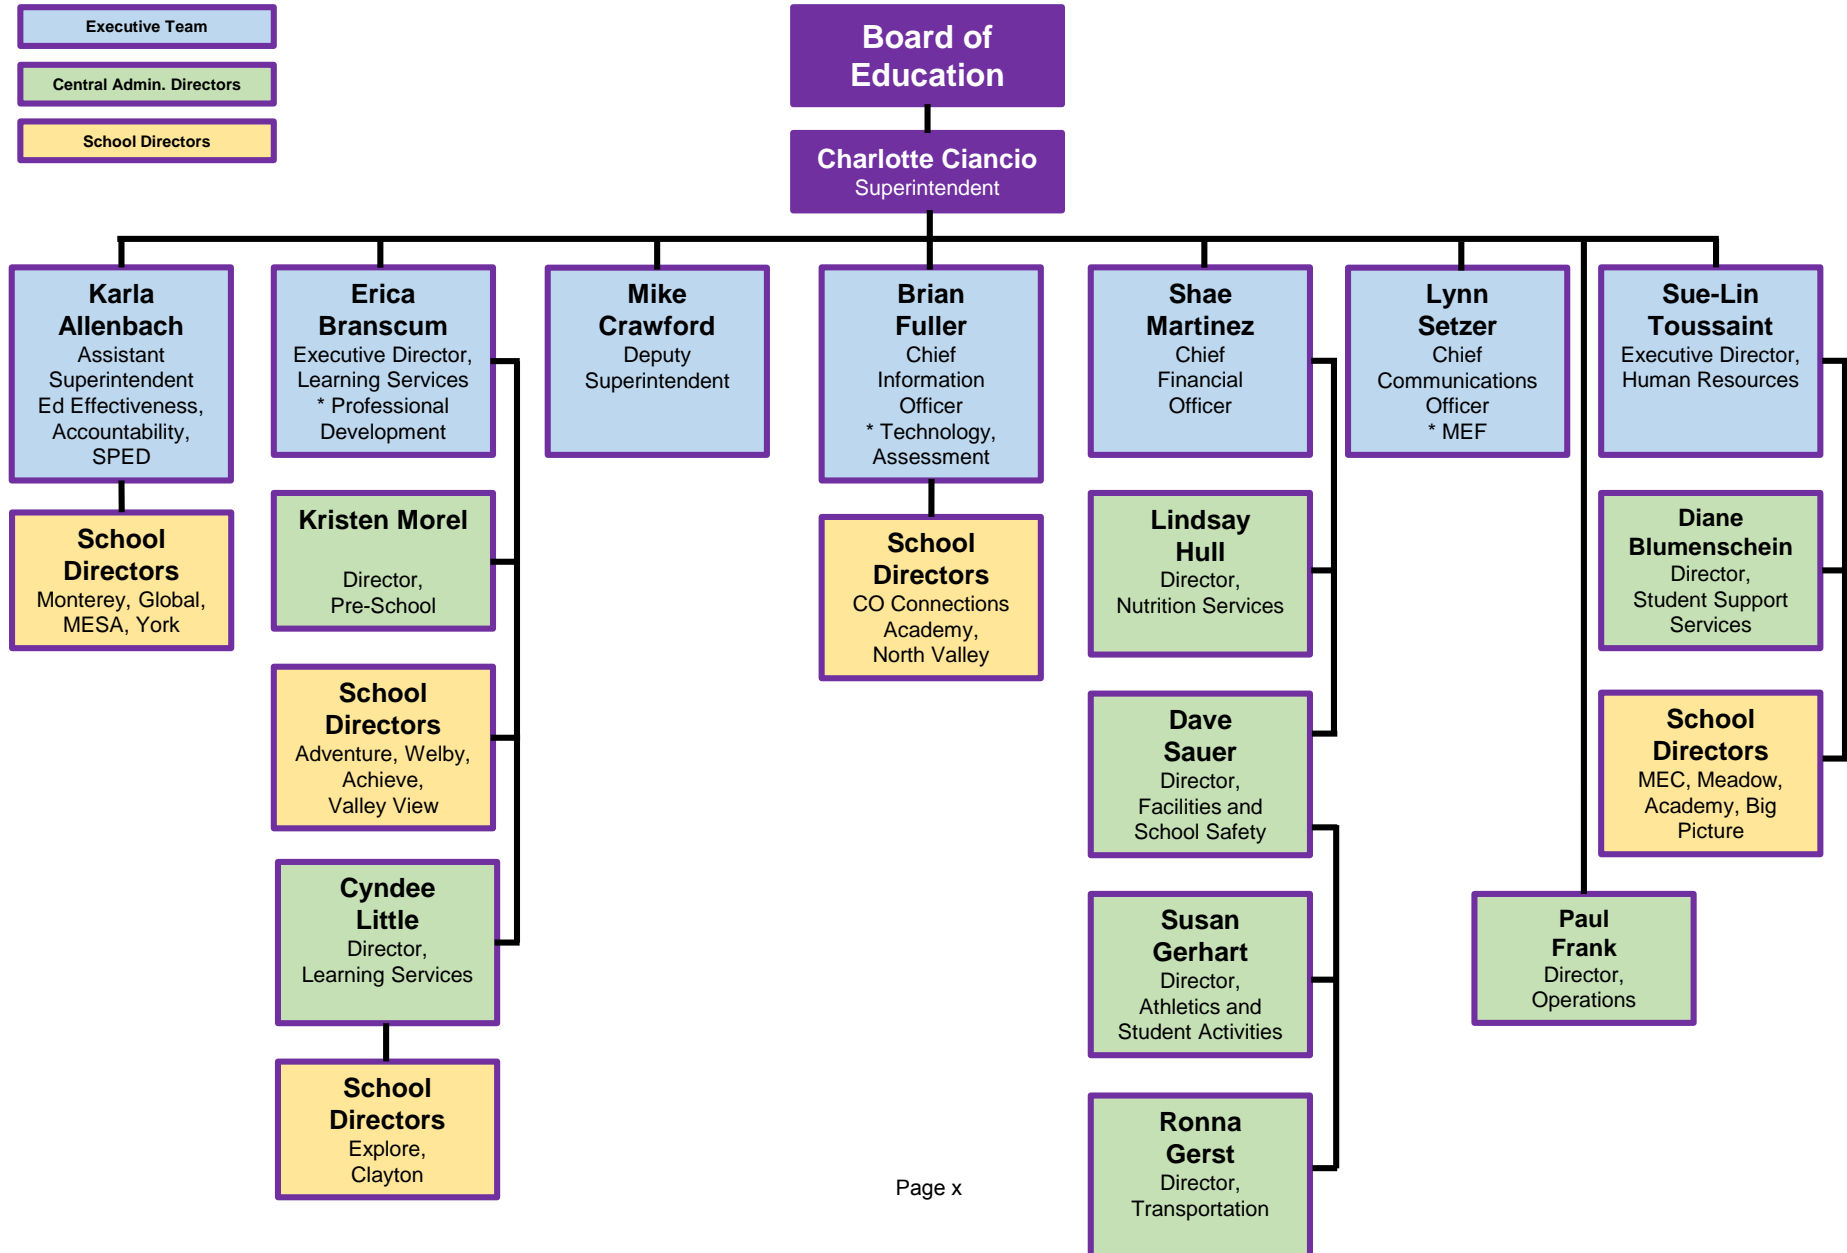 Executive Team
Central Admin. Directors
School Directors
Board of
Education
Charlotte Ciancio
Superintendent
Karla
Allenbach
Assistant
Superintendent
Ed Effectiveness,
Accountability,
SPED
Erica
Branscum
Executive Director,
Learning Services
* Professional
Development
Mike
Crawford
Deputy
Superintendent
Brian
Fuller
Chief
Information
Officer
* Technology,
Assessment
Shae
Martinez
Chief
Financial
Officer
Lynn
Setzer
Chief
Communications
Officer
* MEF
Sue-Lin
Toussaint
Executive Director,
Human Resources
School
Directors
Monterey, Global,
MESA, York
Kristen Morel
Director,
Pre-School
School
Directors
CO Connections
Academy,
North Valley
Lindsay
Hull
Director,
Nutrition Services
Diane
Blumenschein
Director,
Student Support
Services
School
Directors
Adventure, Welby,
Achieve,
Valley View
Dave
Sauer
Director,
Facilities and
School Safety
School
Directors
MEC, Meadow,
Academy, Big
Picture
Cyndee
Little
Director,
Learning Services
Susan
Gerhart
Director,
Athletics and
Student Activities
Paul
Frank
Director,
Operations
School
Directors
Explore,
Clayton
Ronna
Gerst
Director,
Transportation
Page x